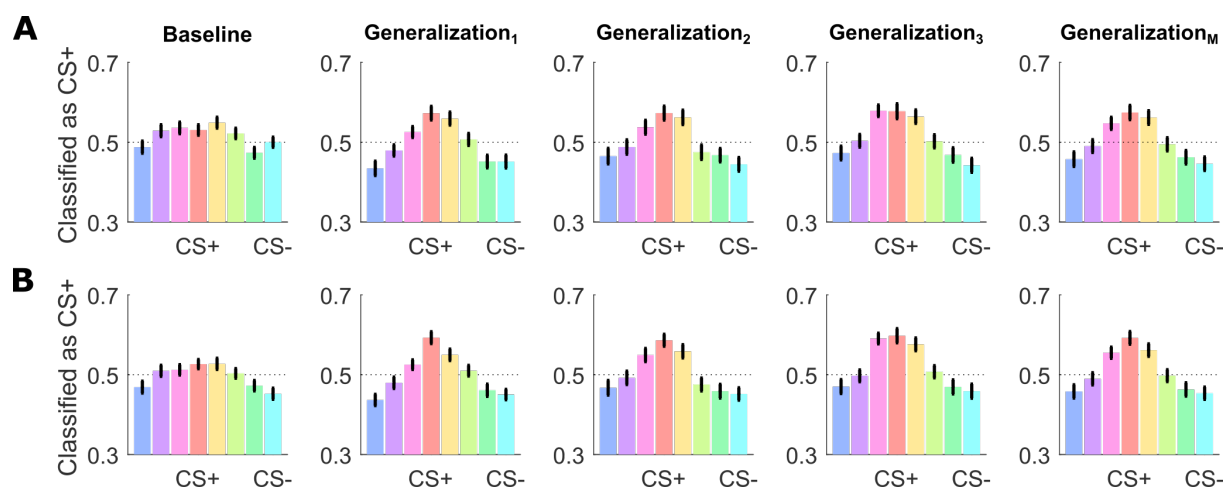 A
Baseline
Generalization₁
Generalization₂
Generalization₃
Generalization_M
Classified as CS+
0.7
0.5
0.3
CS+ CS-
0.7
0.5
0.3
CS+ CS-
0.7
0.5
0.3
CS+ CS-
0.7
0.5
0.3
CS+ CS-
0.7
0.5
0.3
CS+ CS-
B
Classified as CS+
0.7
0.5
0.3
CS+ CS-
0.7
0.5
0.3
CS+ CS-
0.7
0.5
0.3
CS+ CS-
0.7
0.5
0.3
CS+ CS-
0.7
0.5
0.3
CS+ CS-